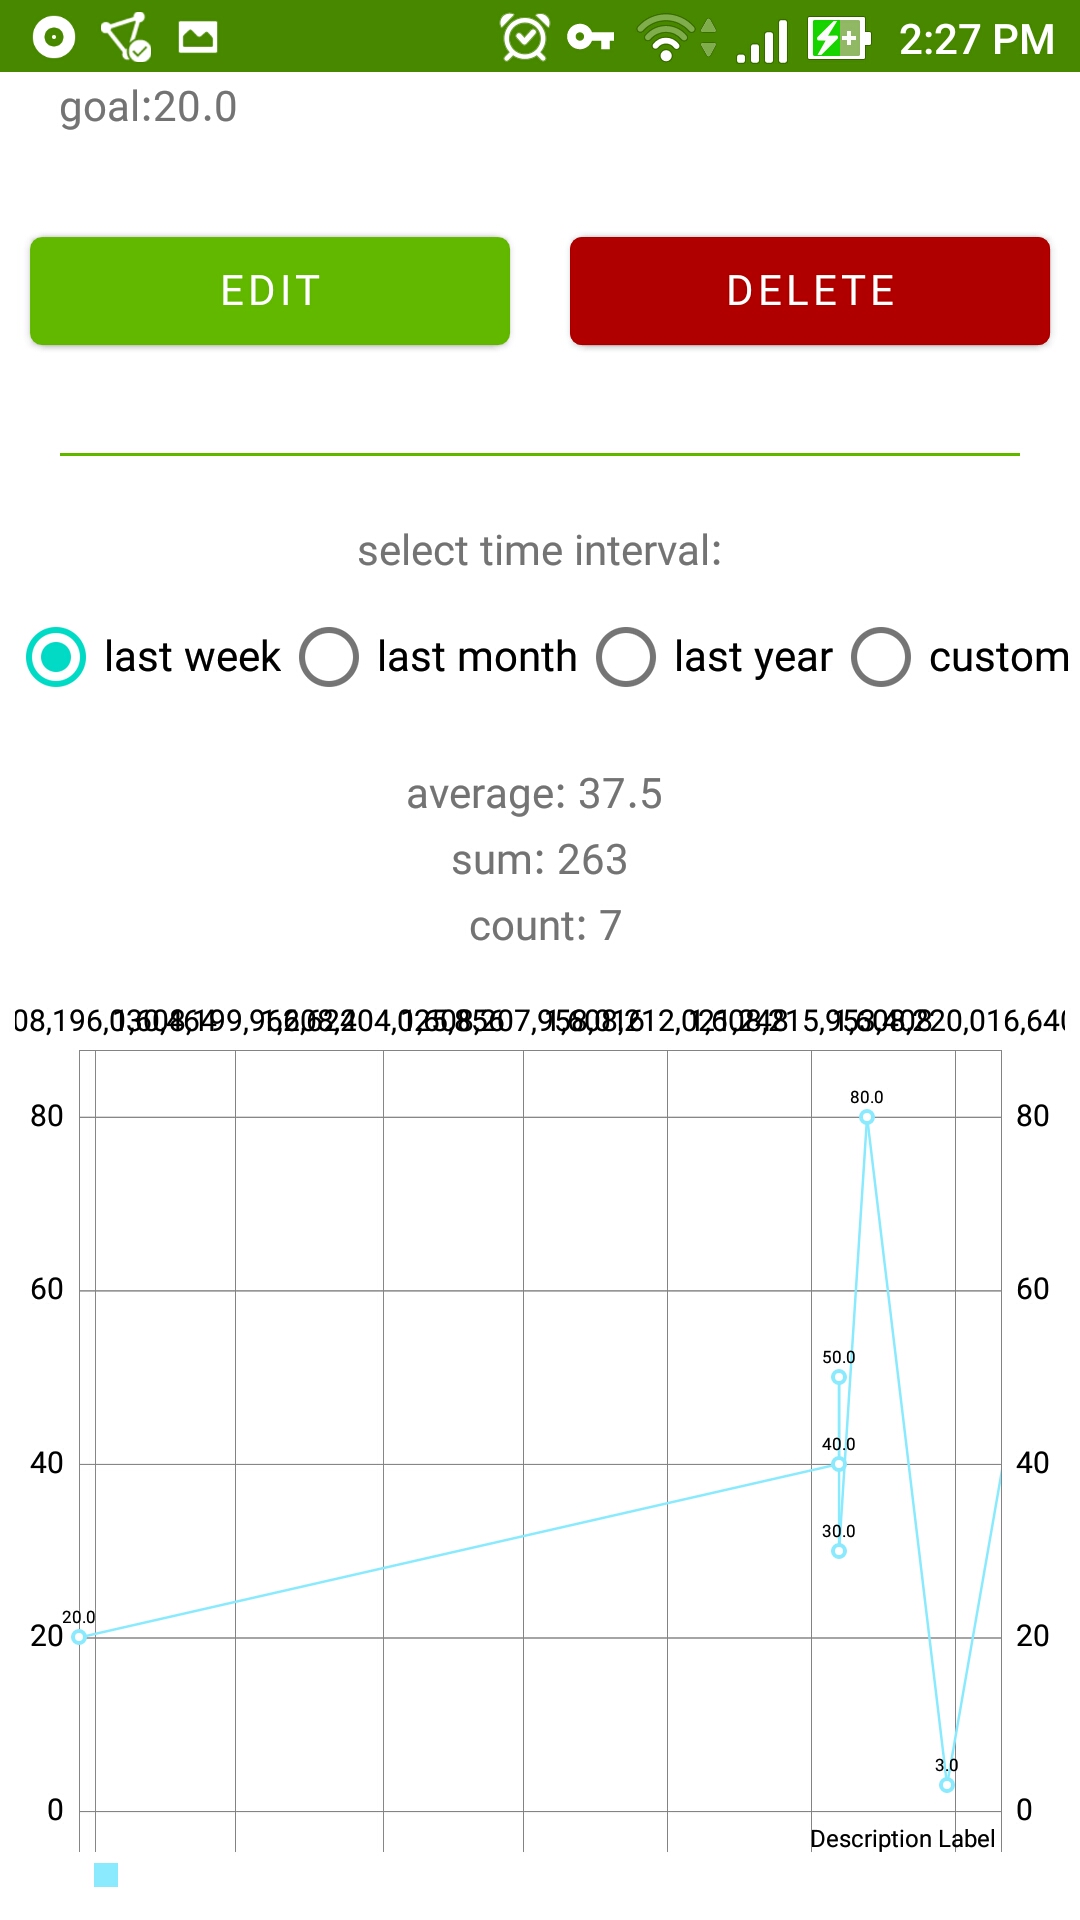 2:27 PM
goal:20.0
EDIT DELETE
select time interval:
last week last month last year custom
average: 37.5
sum: 263
count: 7
80 80.0 80
60 60
50.0
40 40.0 40
30.0
20 20.0 20
3.0
0 0
Description Label